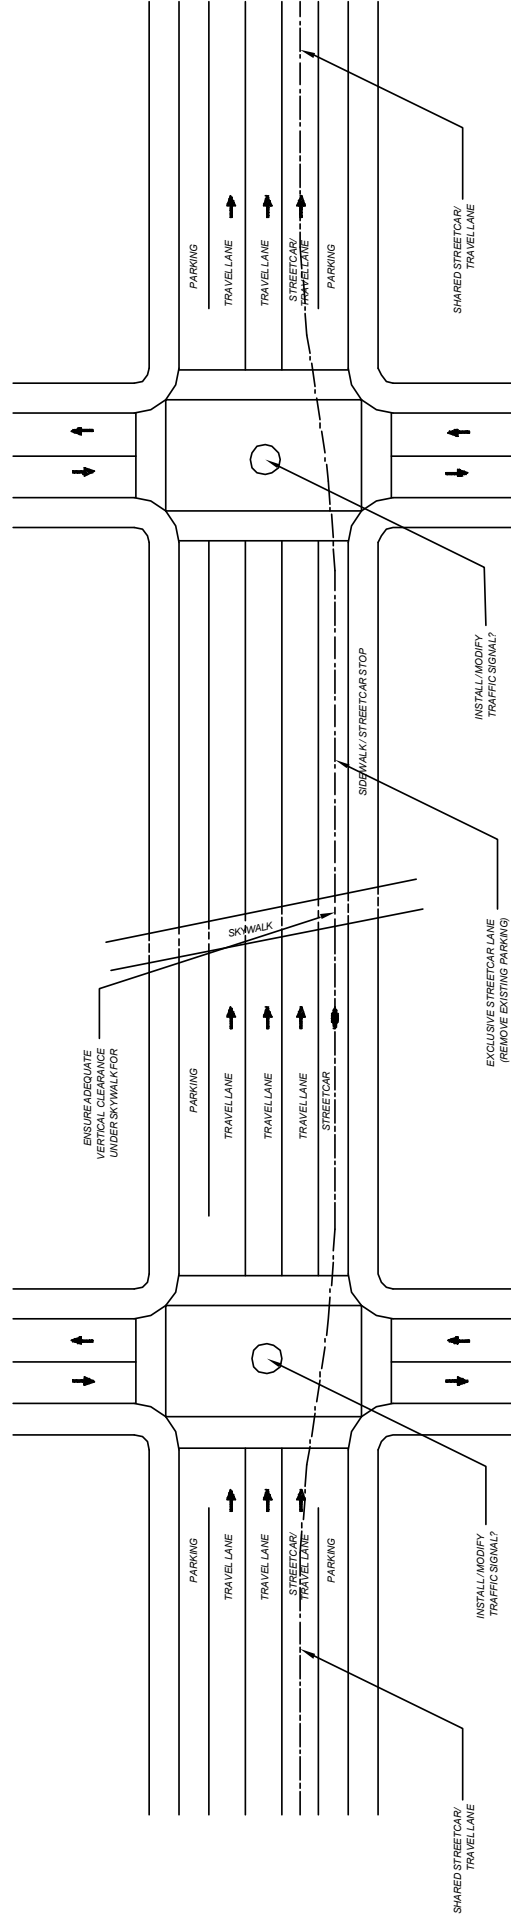 SHARED STREETCAR/
TRAVEL LANE
PARKING
TRAVEL LANE
TRAVEL LANE
STREETCAR/
TRAVEL LANE
PARKING
INSTALL/MODIFY
TRAFFIC SIGNAL?
ENSURE ADEQUATE
VERTICAL CLEARANCE
UNDER SKYWALK FOR
PARKING
TRAVEL LANE
TRAVEL LANE
TRAVEL LANE
STREETCAR
SKYWALK
EXCLUSIVE STREETCAR LANE
(REMOVE EXISTING PARKING)
SIDEWALK/STREETCAR STOP
INSTALL/MODIFY
TRAFFIC SIGNAL?
PARKING
TRAVEL LANE
TRAVEL LANE
STREETCAR/
TRAVEL LANE
PARKING
SHARED STREETCAR/
TRAVEL LANE